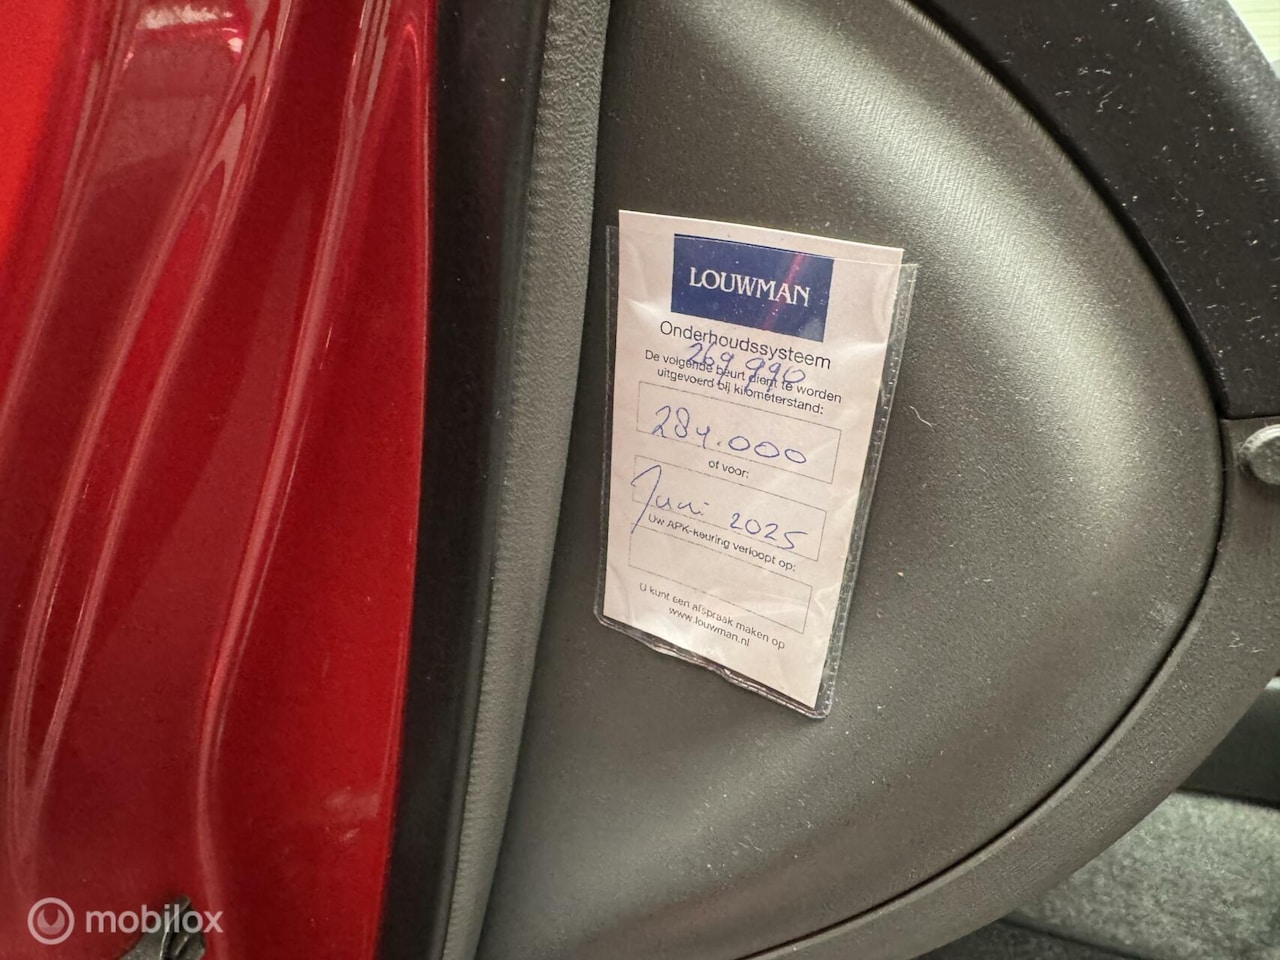 LOUWMAN
Onderhoudssysteem
269 990
De volgende beurt dient te worden
uitgevoerd bij kilometerstand:
284.000
of voor:
Juni 2025
Uw APK-keuring verloopt op:
U kunt een afspraak maken op
www.louwman.nl
mobilox